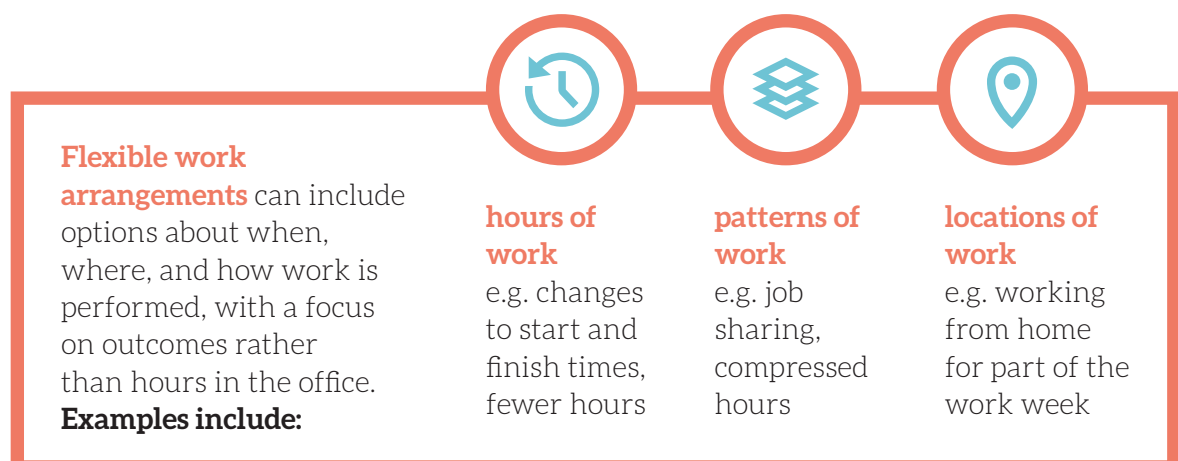 Flexible work
arrangements can include
options about when,
where, and how work is
performed, with a focus
on outcomes rather
than hours in the office.
Examples include:
hours of
work
e.g. changes
to start and
finish times,
fewer hours
patterns of
work
e.g. job
sharing,
compressed
hours
locations of
work
e.g. working
from home
for part of the
work week